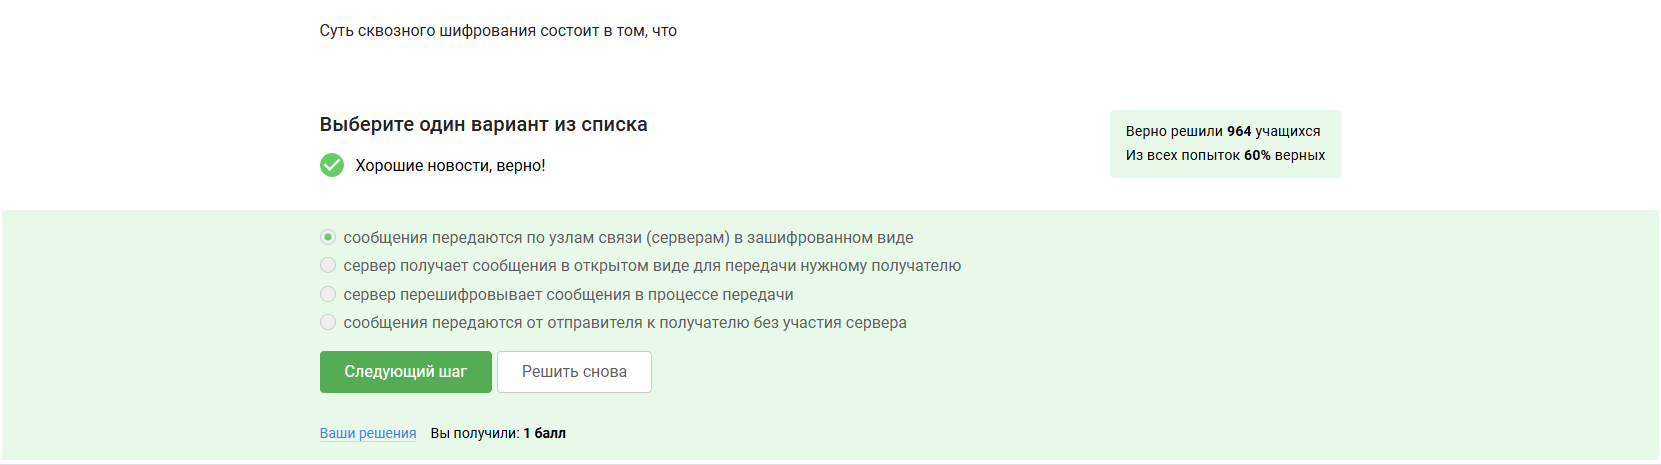 Суть сквозного шифрования состоит в том, что
Выберите один вариант из списка
Хорошие новости, верно!
Верно решили 964 учащихся
Из всех попыток 60% верных
сообщения передаются по узлам связи (серверам) в зашифрованном виде
сервер получает сообщения в открытом виде для передачи нужному получателю
сервер перешифровывает сообщения в процессе передачи
сообщения передаются от отправителя к получателю без участия сервера
Следующий шаг
Решить снова
Ваши решения Вы получили: 1 балл